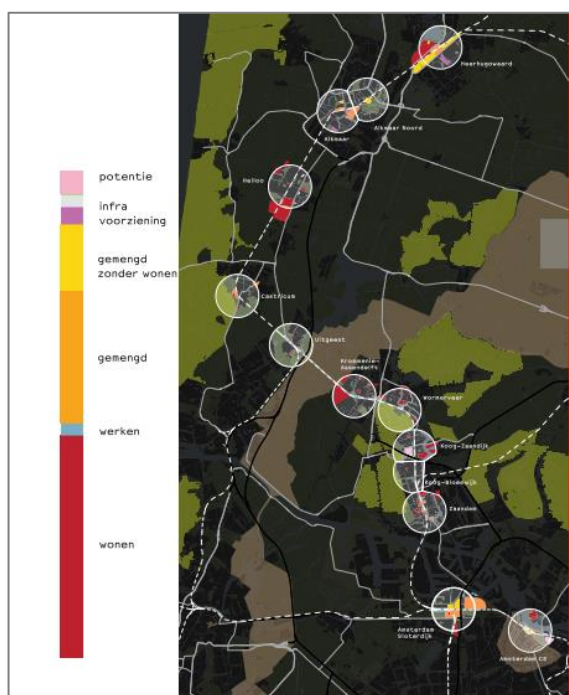 potentie
infra
voorziening
gemengd
zonder wonen
gemengd
werken
wonen
Heerhugowaard
Alkmaar Noord
Alkmaar
Heiloo
Castricum
Uitgeest
Krommenie-
Assendelft
Wormerveer
Koog-Zaandijk
Koog-Bloemwijk
Zaandam
Amsterdam
Sloterdijk
Amsterdam CS